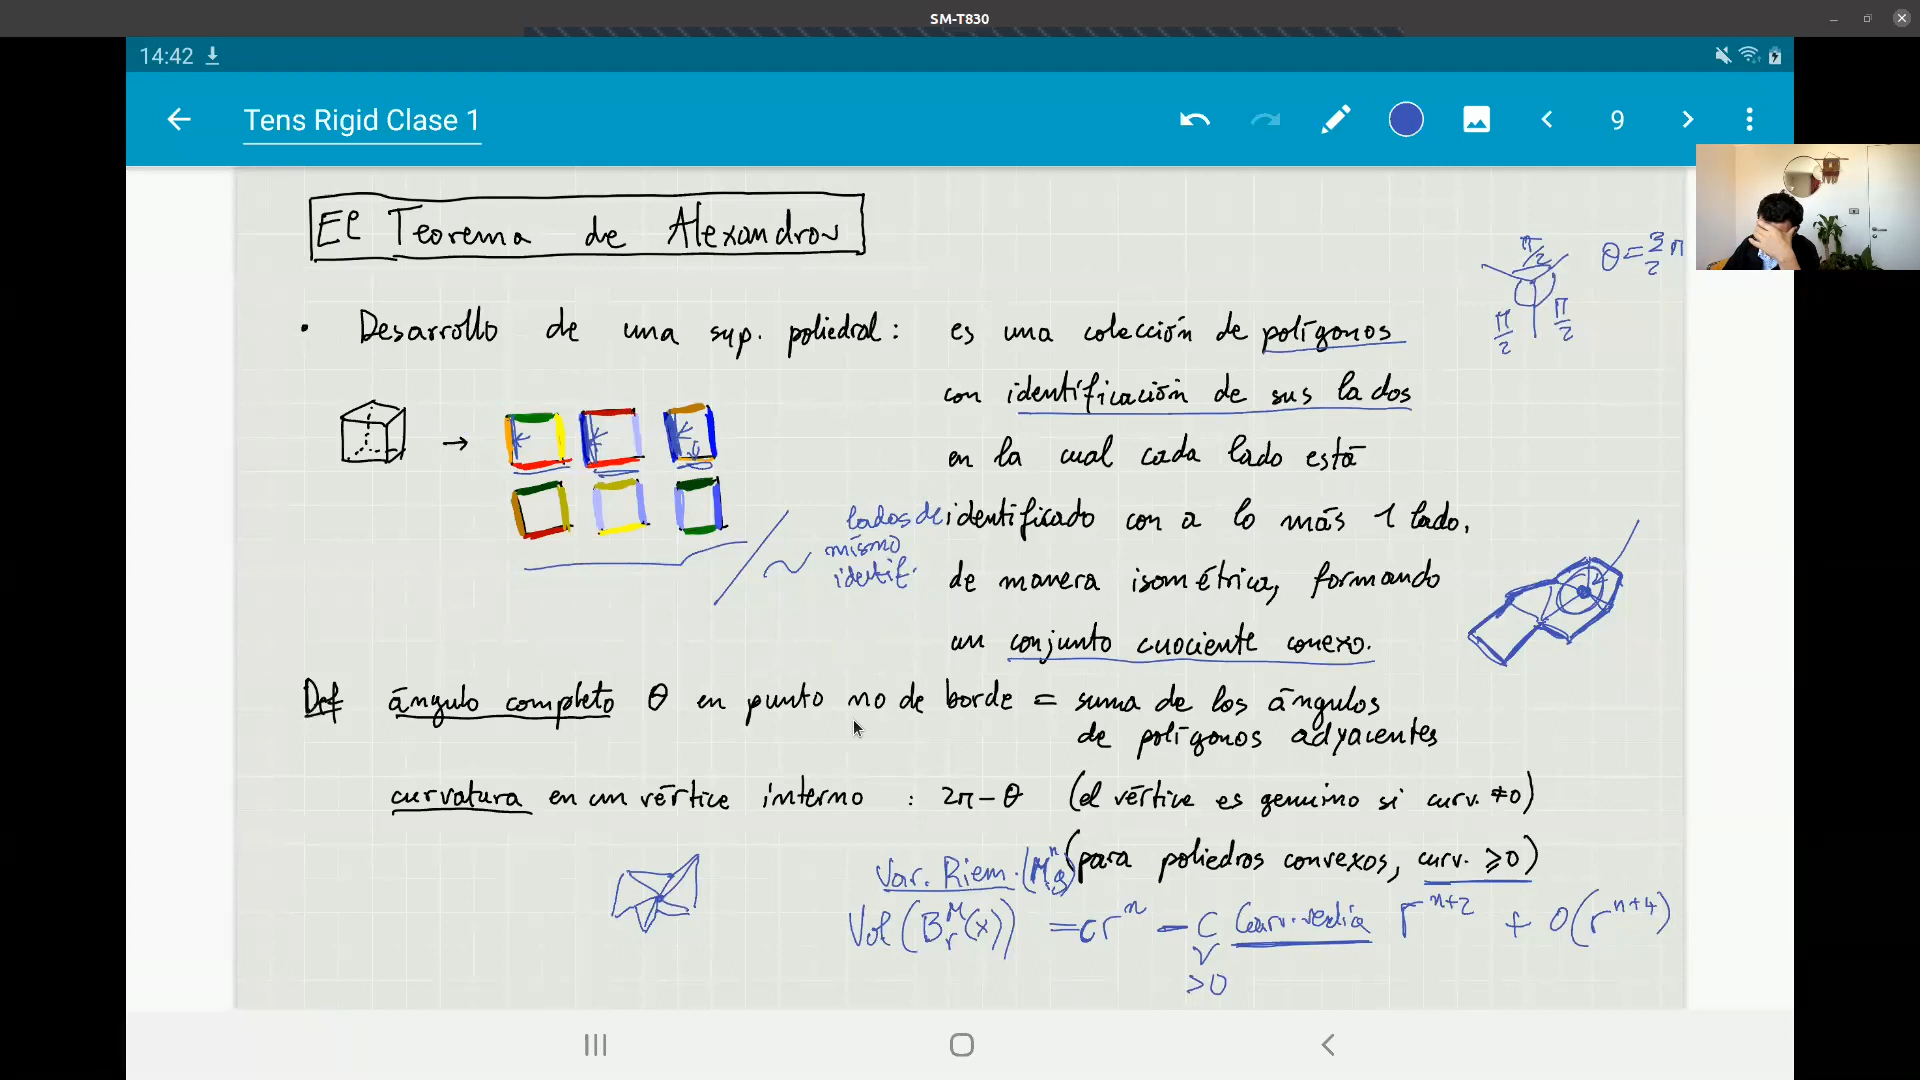 SM-T830
14:42
Tens Rigid Clase 1
9
El Teorema de Alexandrov
π/2 θ=3/2 π
π/2 π/2
• Desarrollo de una sup. poliedral: es una colección de polígonos
con identificación de sus lados
→ en la cual cada lado está
lados de identificado con a lo más 1 lado,
mismo
identif. de manera isométrica, formando
un conjunto cuociente conexo.
Def ángulo completo θ en punto no de borde = suma de los ángulos
de polígonos adyacentes
curvatura en un vértice interno : 2π-θ (el vértice es genuino si curv. ≠0)
(para poliedros convexos, curv. ⩾0)
Var. Riem. (Mⁿ,g)
Vol(B_r^M(x)) = cr^n - C Curv. media r^{n+2} + O(r^{n+4})
>0